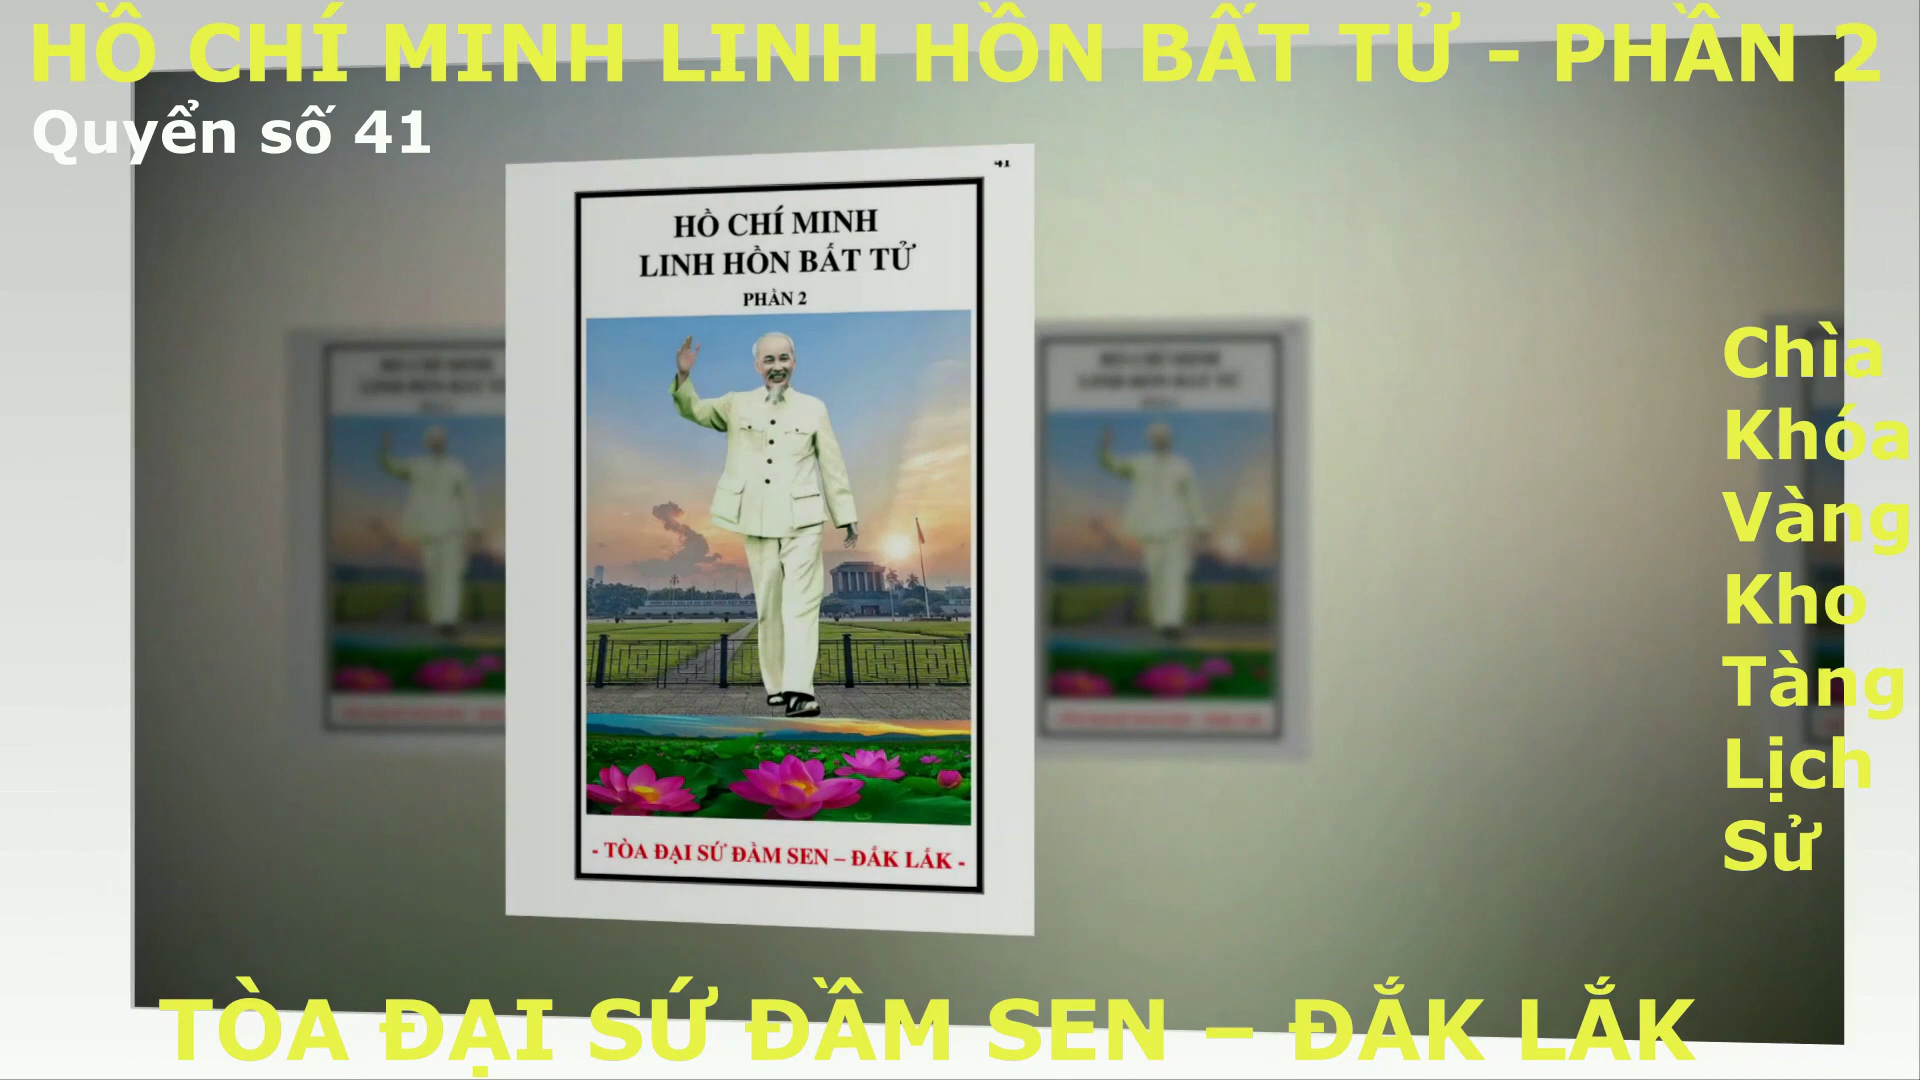 HỒ CHÍ MINH LINH HỒN BẤT TỬ - PHẦN 2
Quyển số 41
41
HỒ CHÍ MINH
LINH HỒN BẤT TỬ
PHẦN 2
- TÒA ĐẠI SỨ ĐẦM SEN – ĐẮK LẮK -
Chìa
Khóa
Vàng
Kho
Tàng
Lịch
Sử
TÒA ĐẠI SỨ ĐẦM SEN – ĐẮK LẮK